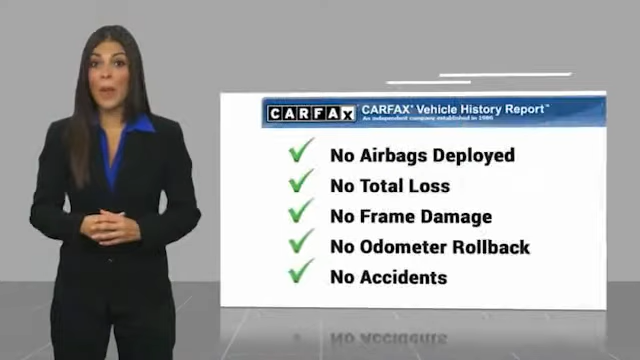 CARFAX CARFAX® Vehicle History Report™
An independent company established in 1986
No Airbags Deployed
No Total Loss
No Frame Damage
No Odometer Rollback
No Accidents